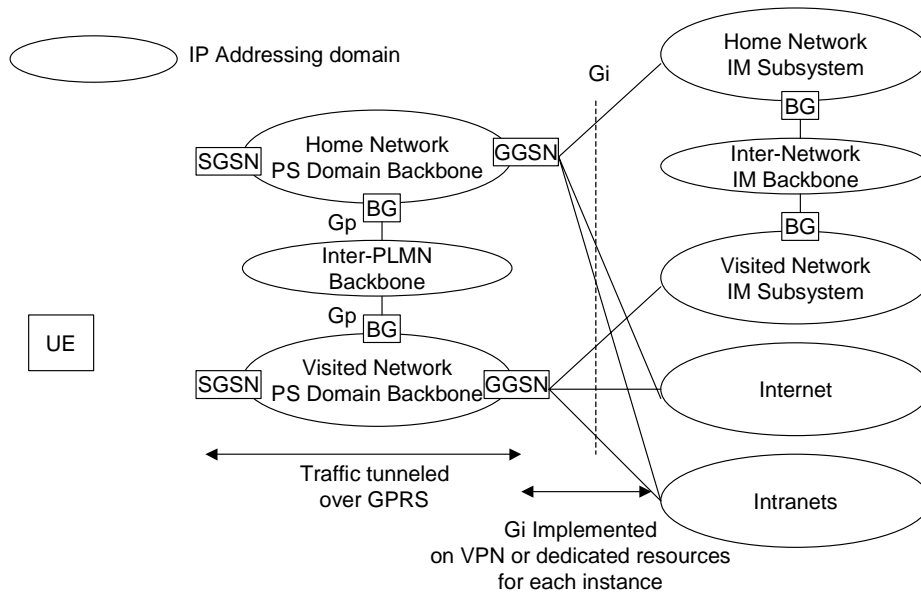 IP Addressing domain
Home Network
IM Subsystem
Gi
BG
Home Network
PS Domain Backbone
SGSN
GGSN
Inter-Network
IM Backbone
BG
Gp
BG
Inter-PLMN
Backbone
Visited Network
IM Subsystem
Gp
BG
UE
Visited Network
PS Domain Backbone
SGSN
GGSN
Internet
Traffic tunneled
over GPRS
Intranets
Gi Implemented
on VPN or dedicated resources
for each instance